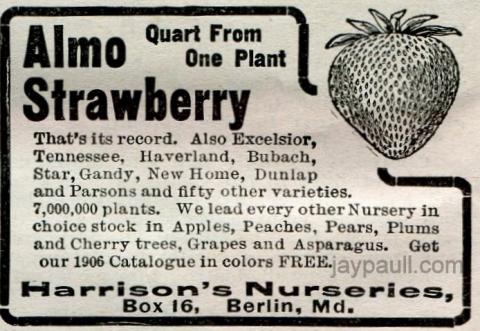 Almo Quart From
One Plant
Strawberry
That's its record. Also Excelsior,
Tennessee, Haverland, Bubach,
Star, Gandy, New Home, Dunlap
and Parsons and fifty other varieties.
7,000,000 plants. We lead every other Nursery in
choice stock in Apples, Peaches, Pears, Plums
and Cherry trees, Grapes and Asparagus. Get
our 1906 Catalogue in colors FREE.
jaypaull.com
Harrison's Nurseries,
Box 16, Berlin, Md.